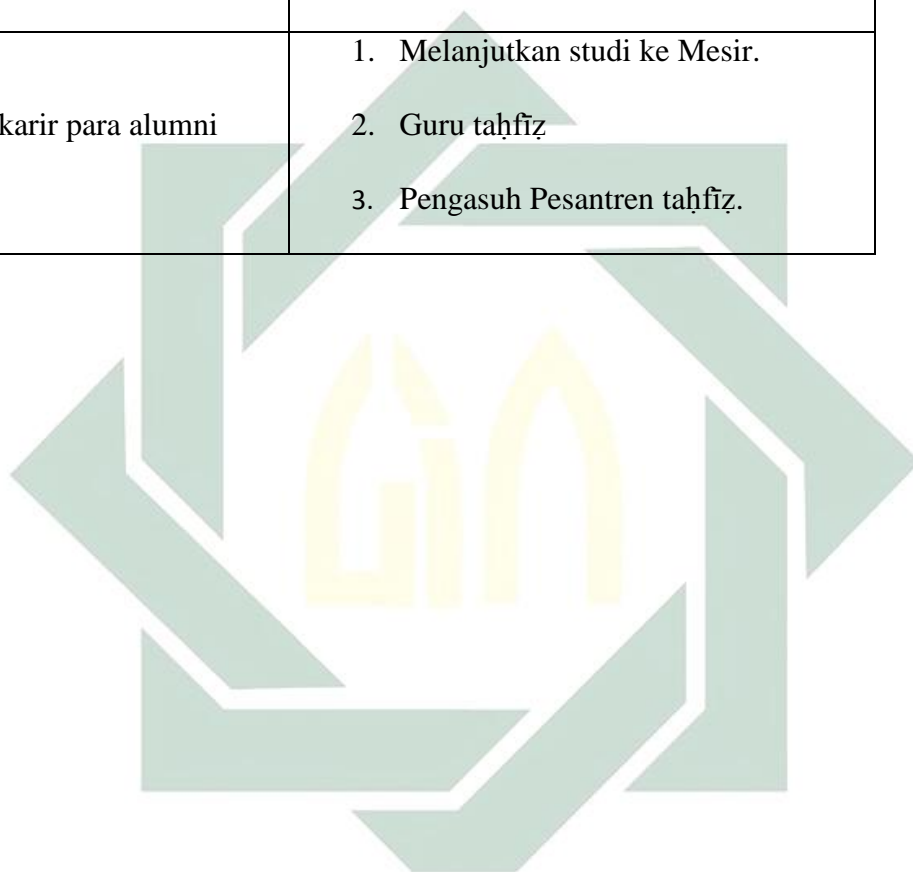 1. Melanjutkan studi ke Mesir.
karir para alumni
2. Guru taḥfīẓ
3. Pengasuh Pesantren taḥfīẓ.